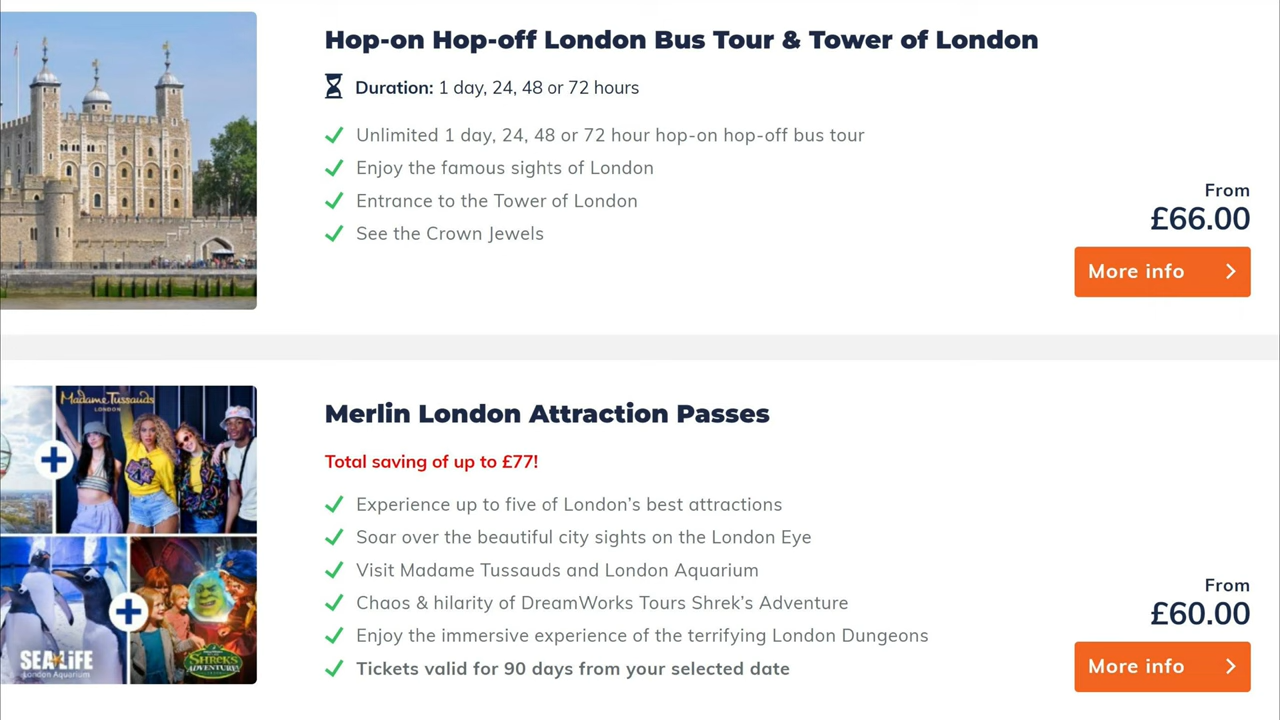 Hop-on Hop-off London Bus Tour & Tower of London
Duration: 1 day, 24, 48 or 72 hours
Unlimited 1 day, 24, 48 or 72 hour hop-on hop-off bus tour
Enjoy the famous sights of London
Entrance to the Tower of London
See the Crown Jewels
From
£66.00
More info
Madame Tussauds
LONDON
Merlin London Attraction Passes
Total saving of up to £77!
Experience up to five of London's best attractions
Soar over the beautiful city sights on the London Eye
Visit Madame Tussauds and London Aquarium
Chaos & hilarity of DreamWorks Tours Shrek's Adventure
Enjoy the immersive experience of the terrifying London Dungeons
Tickets valid for 90 days from your selected date
From
£60.00
More info
SEA LiFE
London Aquarium
SHREK'S
ADVENTURE!